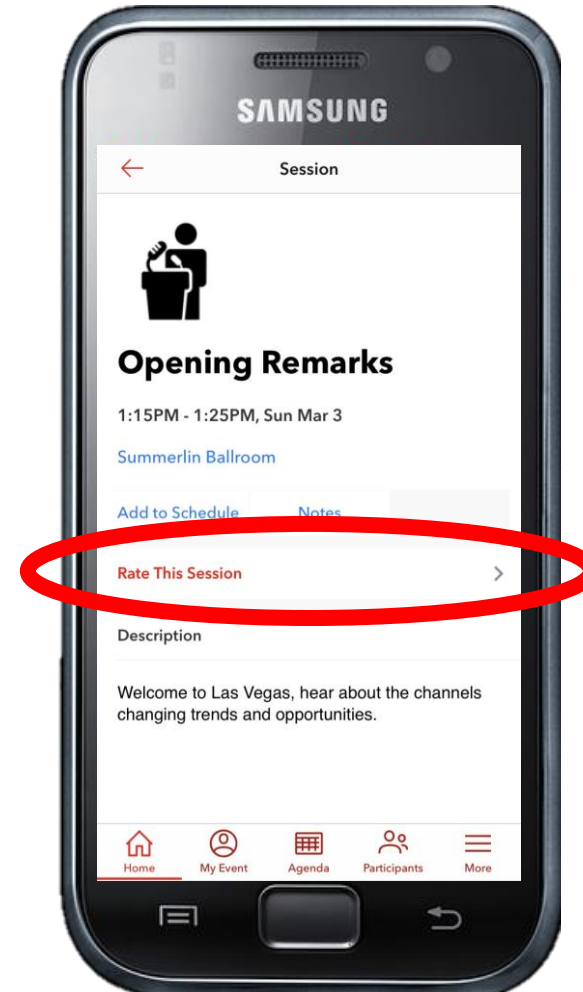 SAMSUNG
Session
Opening Remarks
1:15PM - 1:25PM, Sun Mar 3
Summerlin Ballroom
Add to Schedule Notes
Rate This Session
Description
Welcome to Las Vegas, hear about the channels
changing trends and opportunities.
Home My Event Agenda Participants More